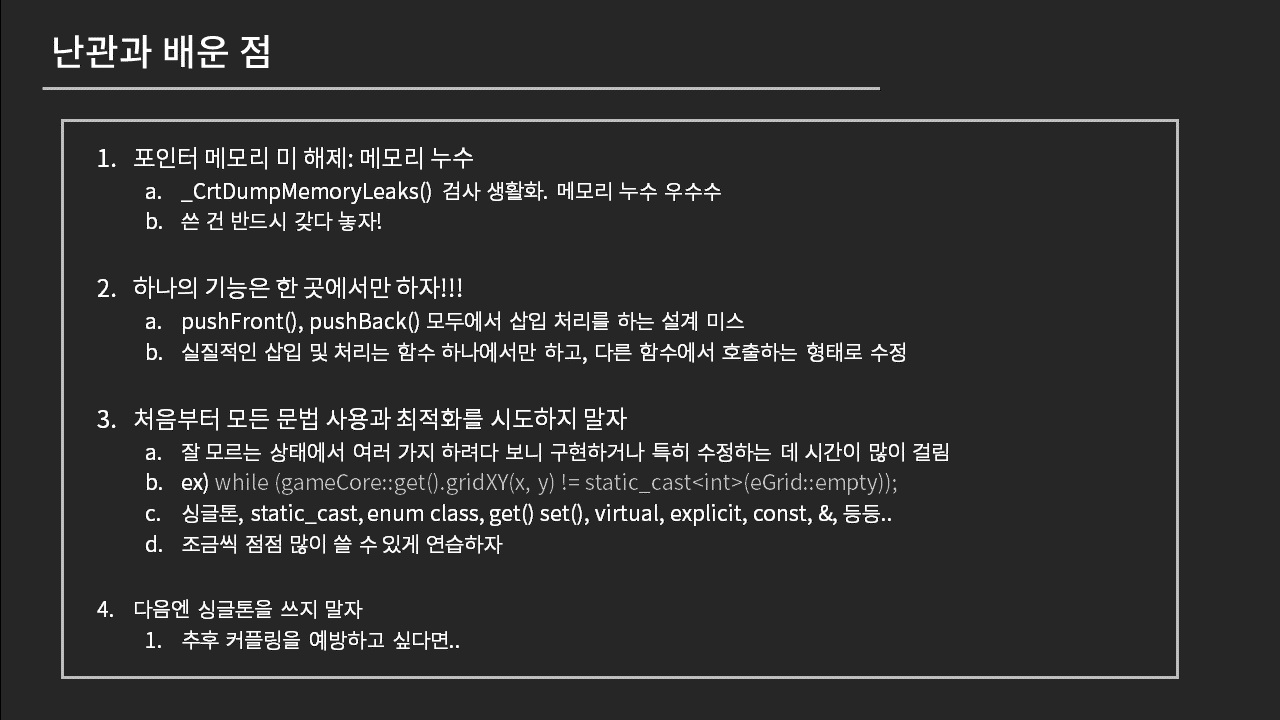 난관과 배운 점
1. 포인터 메모리 미 해제: 메모리 누수
a. _CrtDumpMemoryLeaks() 검사 생활화. 메모리 누수 우수수
b. 쓴 건 반드시 갖다 놓자!
2. 하나의 기능은 한 곳에서만 하자!!!
a. pushFront(), pushBack() 모두에서 삽입 처리를 하는 설계 미스
b. 실질적인 삽입 및 처리는 함수 하나에서만 하고, 다른 함수에서 호출하는 형태로 수정
3. 처음부터 모든 문법 사용과 최적화를 시도하지 말자
a. 잘 모르는 상태에서 여러 가지 하려다 보니 구현하거나 특히 수정하는 데 시간이 많이 걸림
b. ex) while (gameCore::get().gridXY(x, y) != static_cast<int>(eGrid::empty));
c. 싱글톤, static_cast, enum class, get() set(), virtual, explicit, const, &, 등등..
d. 조금씩 점점 많이 쓸 수 있게 연습하자
4. 다음엔 싱글톤을 쓰지 말자
1. 추후 커플링을 예방하고 싶다면..